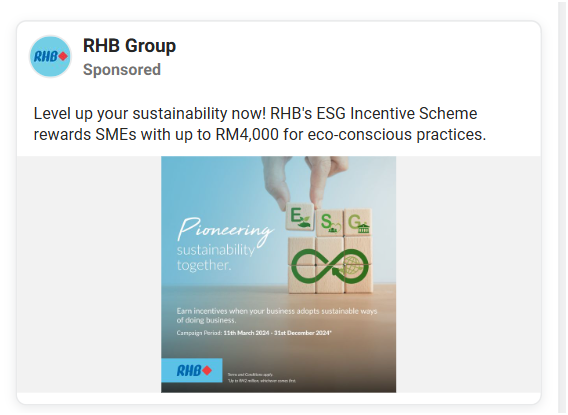 RHB
RHB Group
Sponsored
Level up your sustainability now! RHB's ESG Incentive Scheme
rewards SMEs with up to RM4,000 for eco-conscious practices.
E
S
G
Pioneering
sustainability
together.
Earn incentives when your business adopts sustainable ways
of doing business.
Campaign Period: 11th March 2024 - 31st December 2024*
RHB
Terms and Conditions apply.
*Up to RM2 million, whichever comes first.